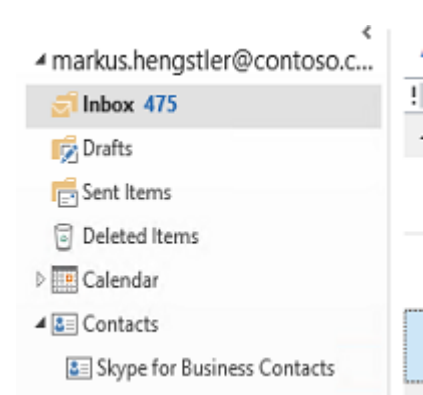 markus.hengstler@contoso.c...
Inbox 475
Drafts
Sent Items
Deleted Items
Calendar
Contacts
Skype for Business Contacts